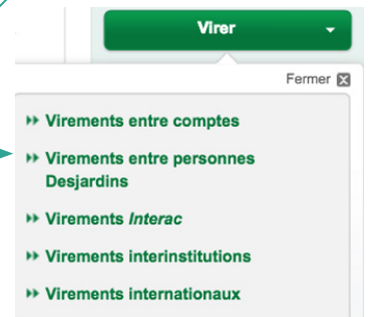 Virer
Fermer
Virements entre comptes
Virements entre personnes
Desjardins
Virements Interac
Virements interinstitutions
Virements internationaux